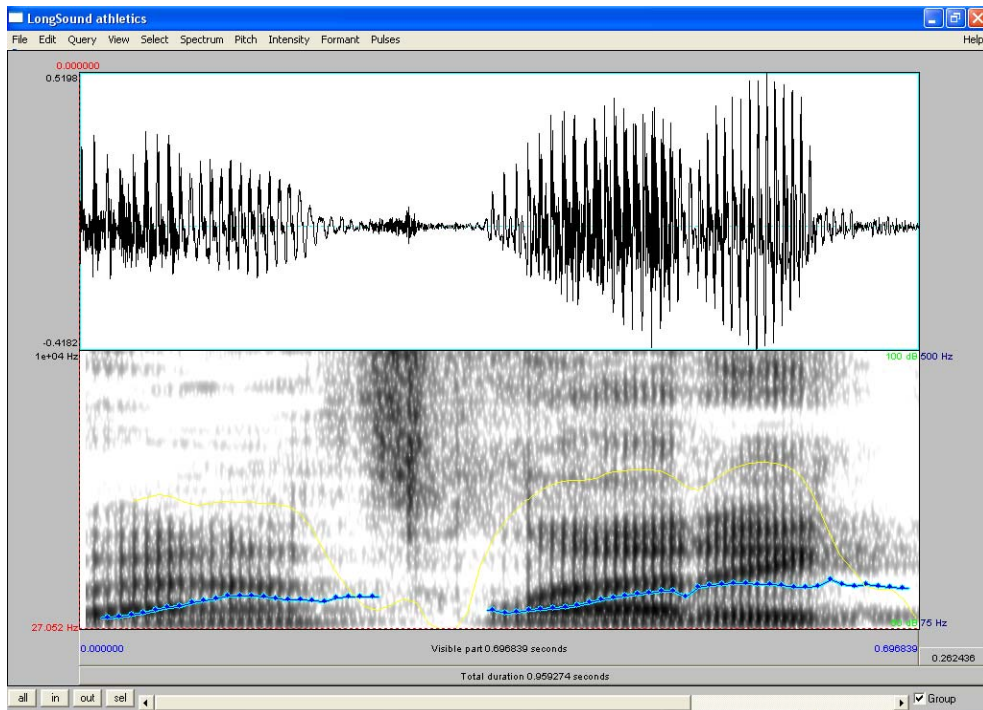 LongSound athletics
File Edit Query View Select Spectrum Pitch Intensity Formant Pulses Help
0.000000
0.5198
-0.4182
1e+04 Hz 100 dB 500 Hz
27.052 Hz 75 Hz
0.000000 Visible part 0.696839 seconds 0.696839
0.262436
Total duration 0.959274 seconds
all in out sel Group